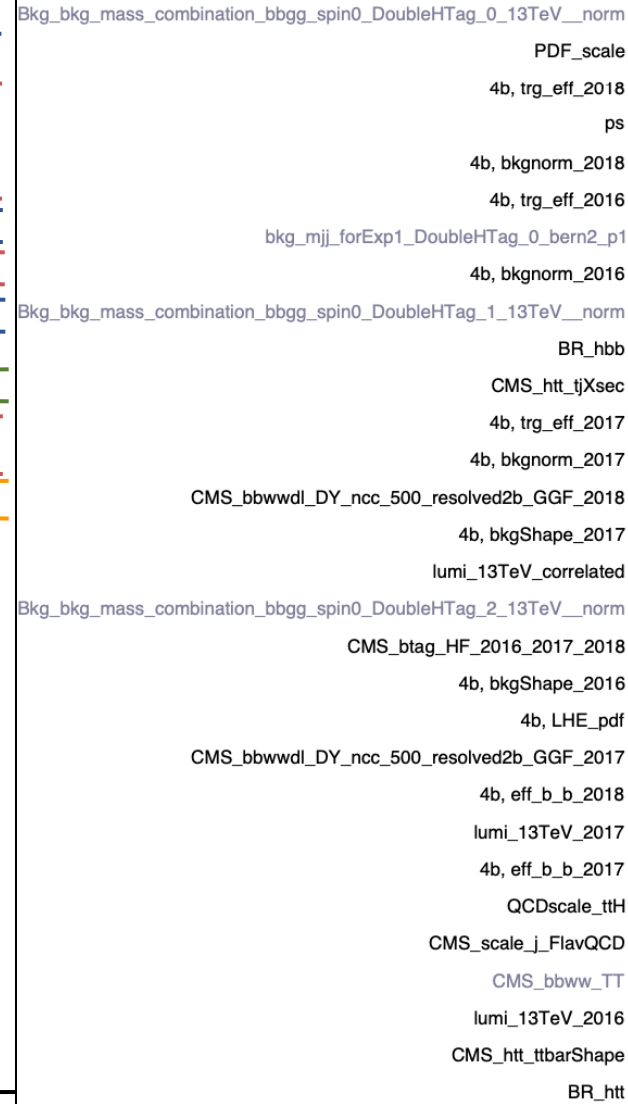 Bkg_bkg_mass_combination_bbgg_spin0_DoubleHTag_0_13TeV__norm
PDF_scale
4b, trg_eff_2018
ps
4b, bkgnorm_2018
4b, trg_eff_2016
bkg_mjj_forExp1_DoubleHTag_0_bern2_p1
4b, bkgnorm_2016
Bkg_bkg_mass_combination_bbgg_spin0_DoubleHTag_1_13TeV__norm
BR_hbb
CMS_htt_tjXsec
4b, trg_eff_2017
4b, bkgnorm_2017
CMS_bbwwdl_DY_ncc_500_resolved2b_GGF_2018
4b, bkgShape_2017
lumi_13TeV_correlated
Bkg_bkg_mass_combination_bbgg_spin0_DoubleHTag_2_13TeV__norm
CMS_btag_HF_2016_2017_2018
4b, bkgShape_2016
4b, LHE_pdf
CMS_bbwwdl_DY_ncc_500_resolved2b_GGF_2017
4b, eff_b_b_2018
lumi_13TeV_2017
4b, eff_b_b_2017
QCDscale_ttH
CMS_scale_j_FlavQCD
CMS_bbww_TT
lumi_13TeV_2016
CMS_htt_ttbarShape
BR_htt